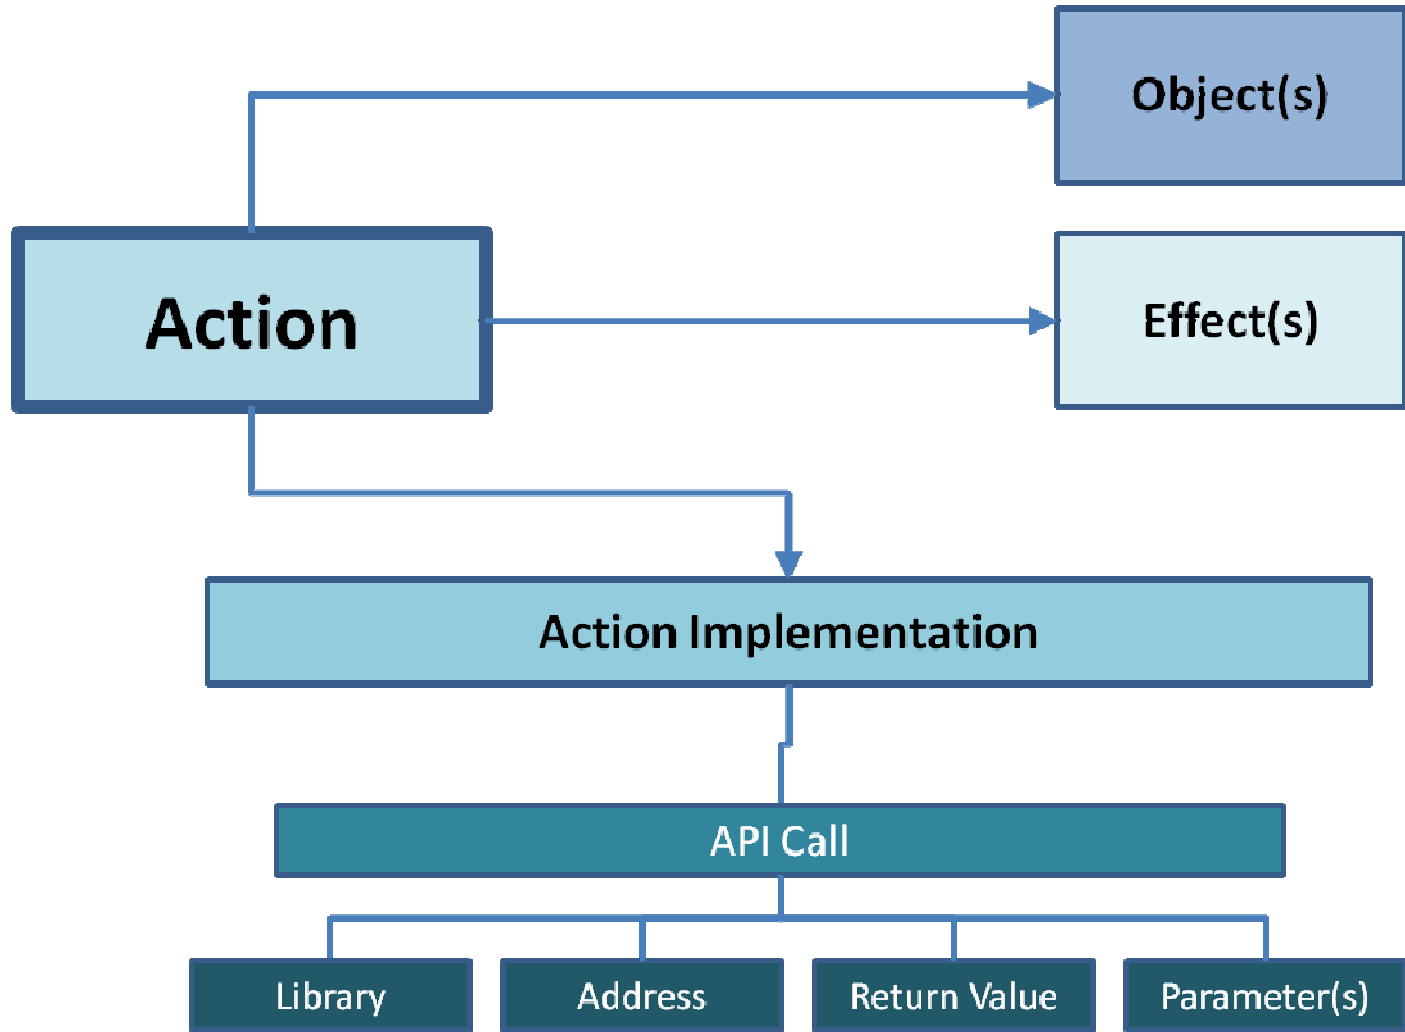 Object(s)
Action
Effect(s)
Action Implementation
API Call
Library
Address
Return Value
Parameter(s)